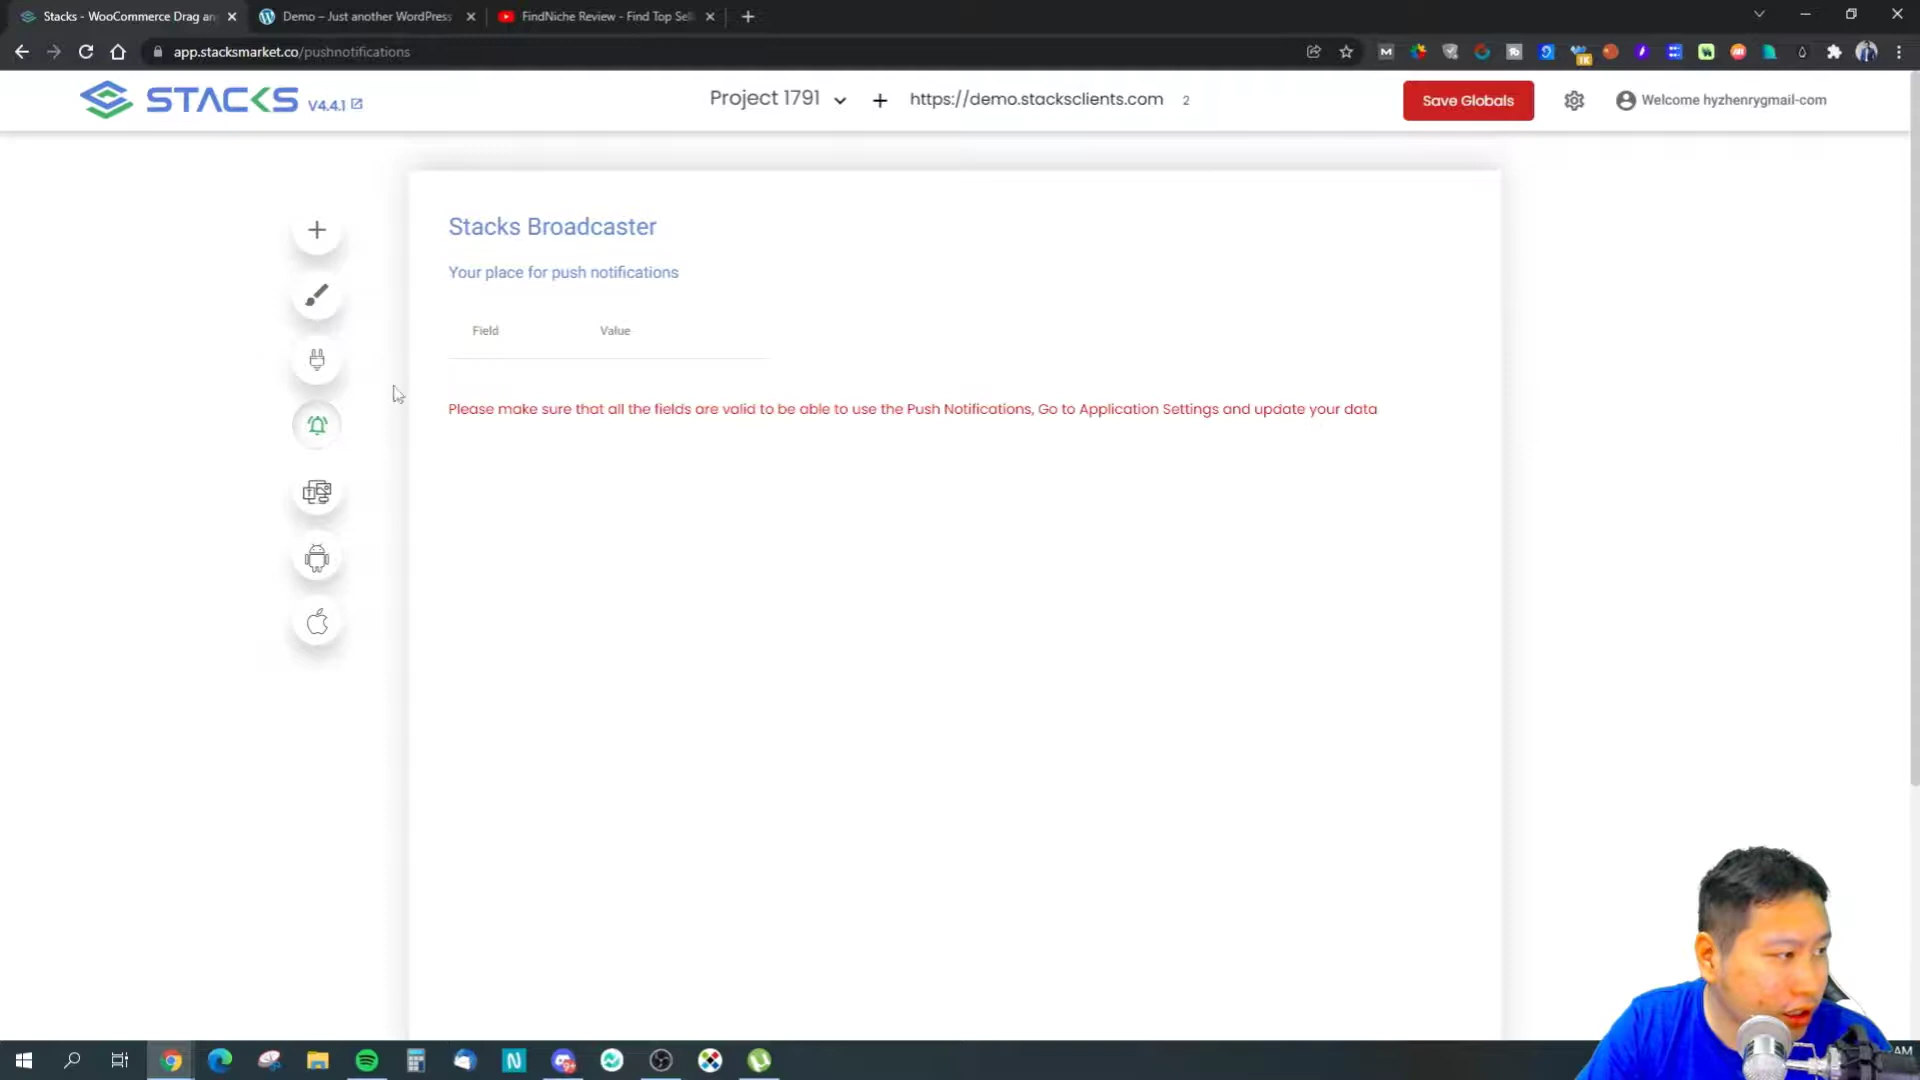 Stacks - WooCommerce Drag an
Demo – Just another WordPress
FindNiche Review - Find Top Sell
app.stacksmarket.co/pushnotifications
STACKS V4.4.1
Project 1791
https://demo.stacksclients.com 2
Save Globals
Welcome hyzhenrygmail-com
Stacks Broadcaster
Your place for push notifications
Field Value
Please make sure that all the fields are valid to be able to use the Push Notifications, Go to Application Settings and update your data
AM